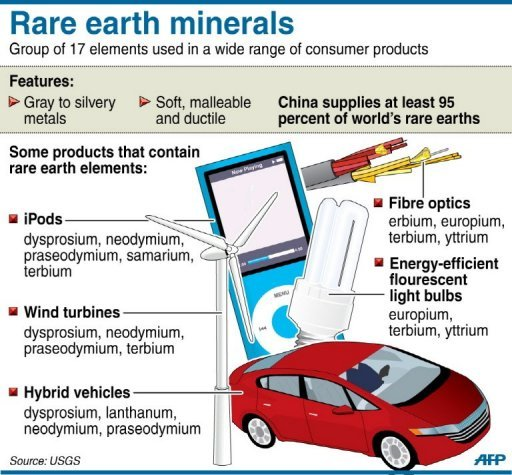 Rare earth minerals
Group of 17 elements used in a wide range of consumer products
Features:
Gray to silvery
metals
Soft, malleable
and ductile
China supplies at least 95
percent of world's rare earths
Some products that contain
rare earth elements:
iPods
dysprosium, neodymium,
praseodymium, samarium,
terbium
Wind turbines
dysprosium, neodymium,
praseodymium, terbium
Hybrid vehicles
dysprosium, lanthanum,
neodymium, praseodymium
Now Playing
MENU
Fibre optics
erbium, europium,
terbium, yttrium
Energy-efficient
flourescent
light bulbs
europium,
terbium, yttrium
Source: USGS
AFP